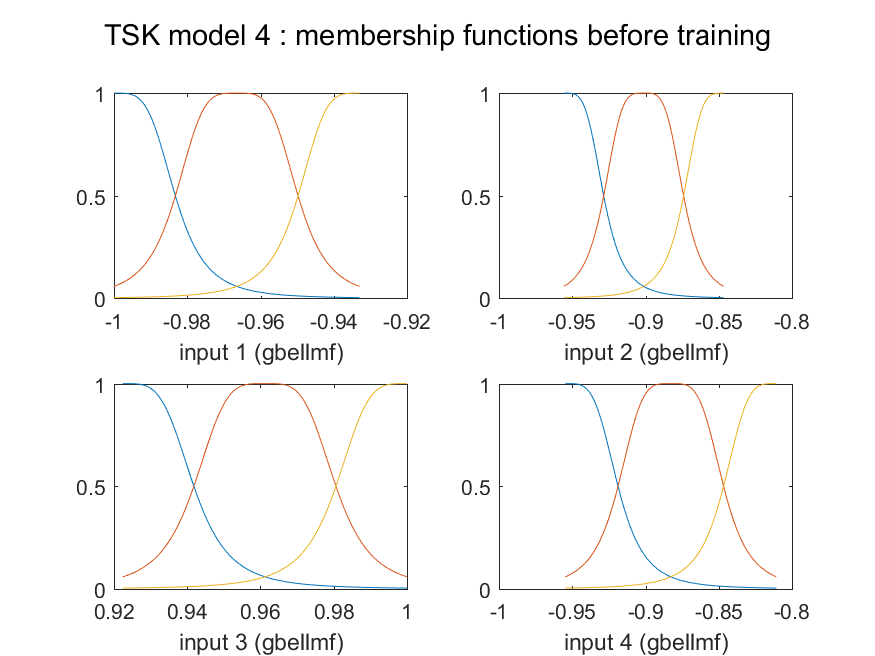 TSK model 4 : membership functions before training
1
0.5
0
-1 -0.98 -0.96 -0.94 -0.92
input 1 (gbellmf)
1
0.5
0
-1 -0.95 -0.9 -0.85 -0.8
input 2 (gbellmf)
1
0.5
0
0.92 0.94 0.96 0.98 1
input 3 (gbellmf)
1
0.5
0
-1 -0.95 -0.9 -0.85 -0.8
input 4 (gbellmf)